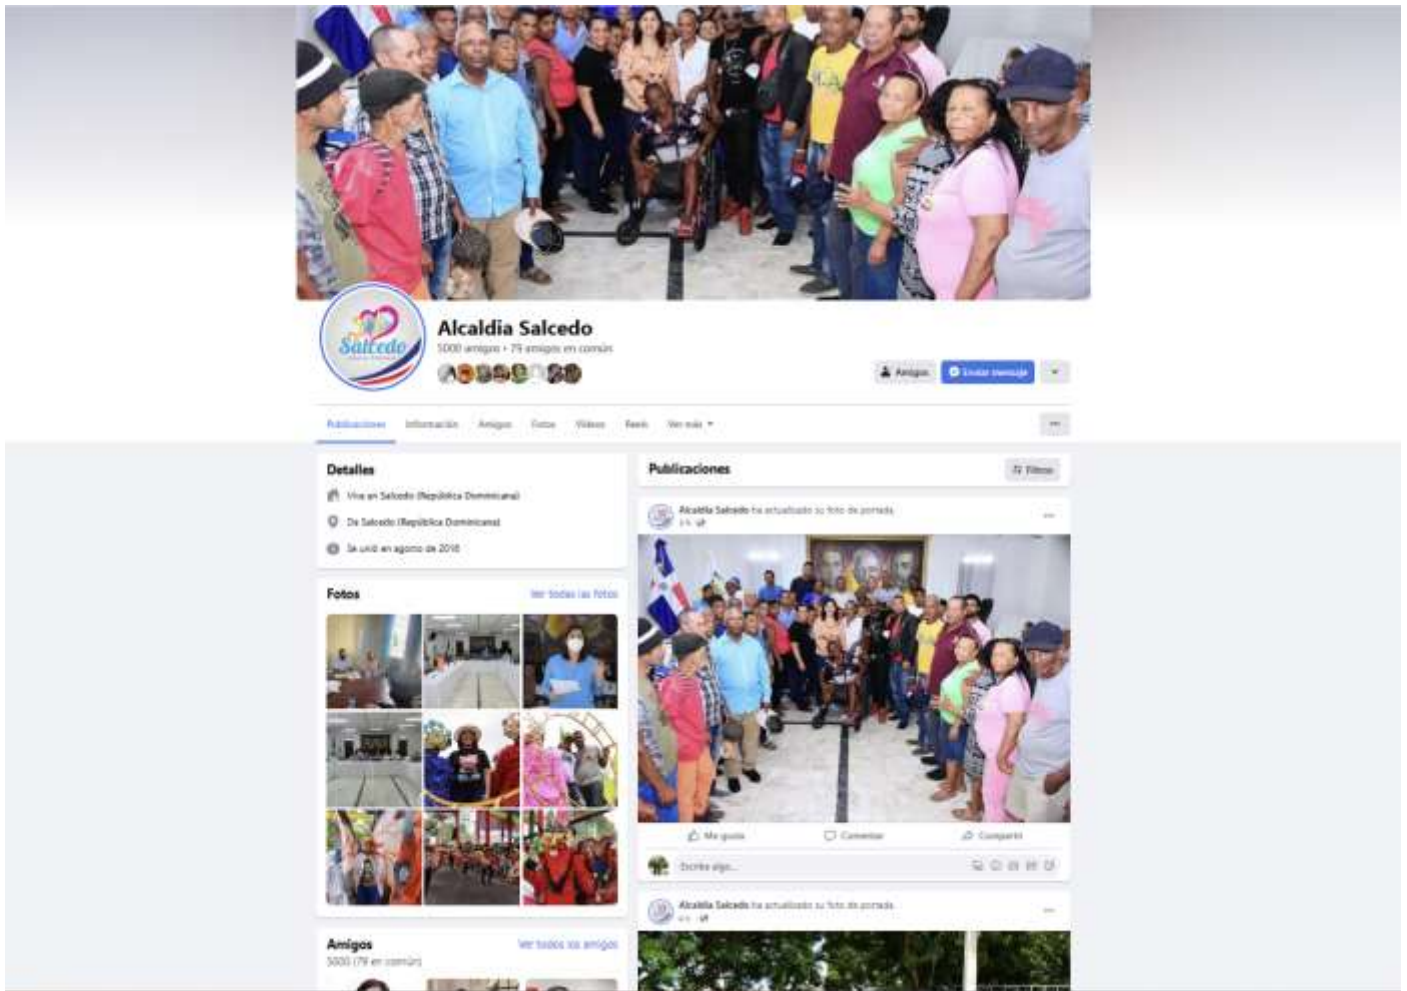 Salcedo
Alcaldia Salcedo
5000 amigos • 79 amigos en común
Amigos
Enviar mensaje
Publicaciones Información Amigos Fotos Videos Reels Ver más
Detalles
Vive en Salcedo (República Dominicana)
De Salcedo (República Dominicana)
Se unió en agosto de 2016
Fotos
Ver todas las fotos
Amigos
Ver todos los amigos
5000 (79 en común)
Publicaciones
Filtros
Alcaldia Salcedo ha actualizado su foto de portada.
Me gusta Comentar Compartir
Escribe algo...
Alcaldia Salcedo ha actualizado su foto de portada.